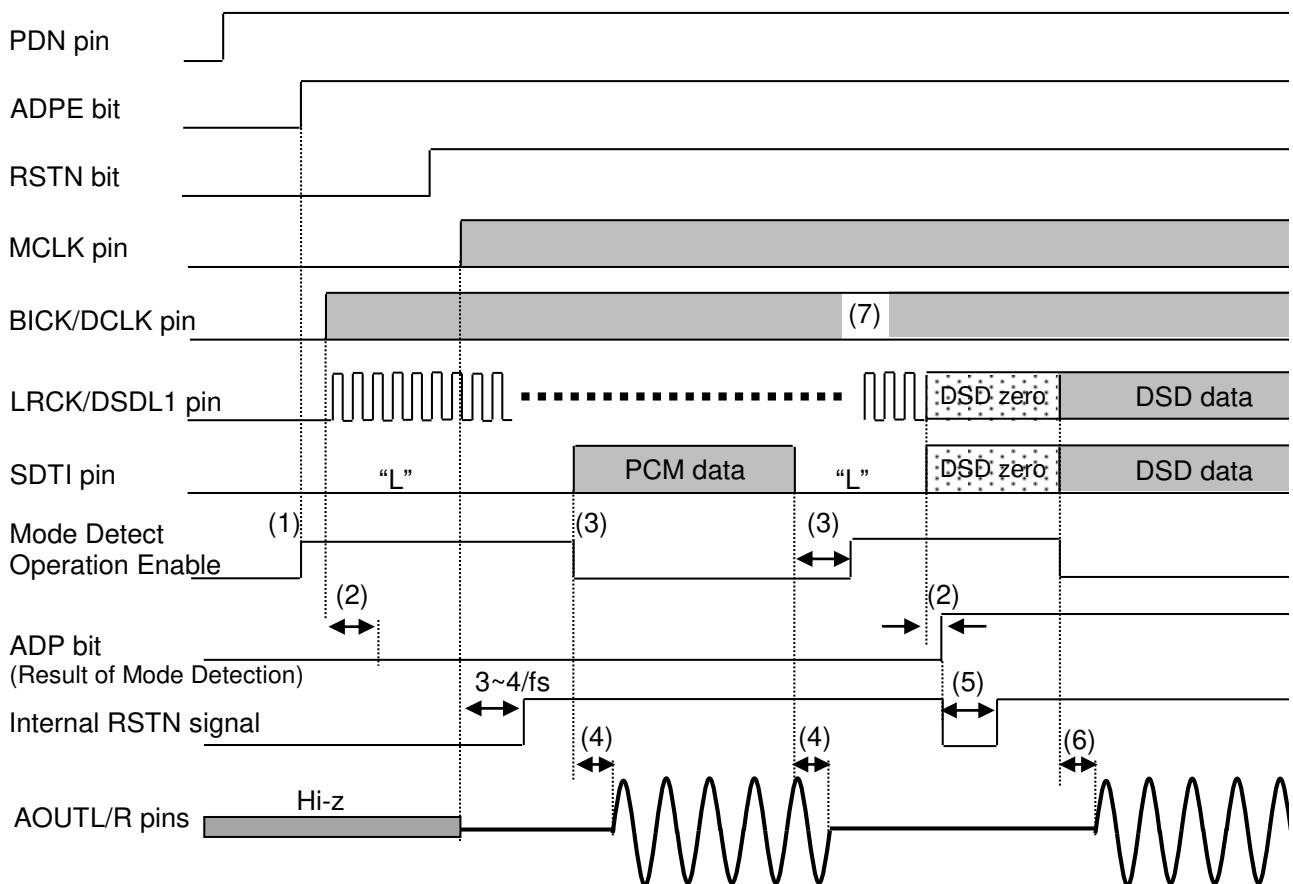 PDN pin
ADPE bit
RSTN bit
MCLK pin
BICK/DCLK pin
(7)
LRCK/DSDL1 pin
DSD zero
DSD data
SDTI pin
“L”
PCM data
“L”
DSD zero
DSD data
Mode Detect
Operation Enable
(1)
(3)
(3)
(2)
(2)
ADP bit
(Result of Mode Detection)
3~4/fs
(5)
Internal RSTN signal
(4)
(4)
(6)
Hi-z
AOUTL/R pins